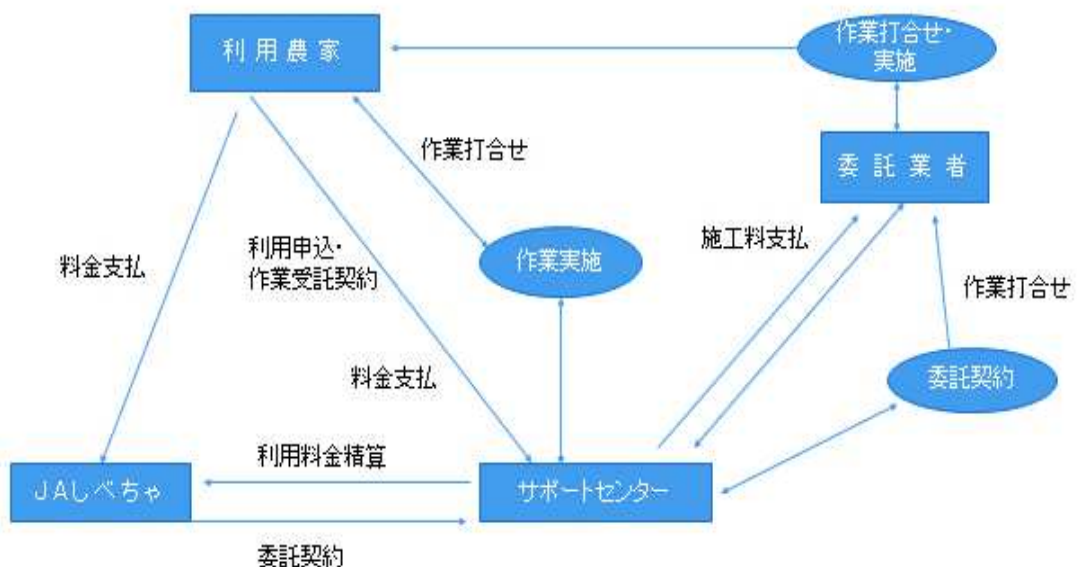 利用農家
作業打合せ・
実施
作業打合せ
委託業者
施工料支払
利用申込・
作業受託契約
料金支払
作業実施
作業打合せ
料金支払
委託契約
利用料金精算
JAしべちゃ
サポートセンター
委託契約